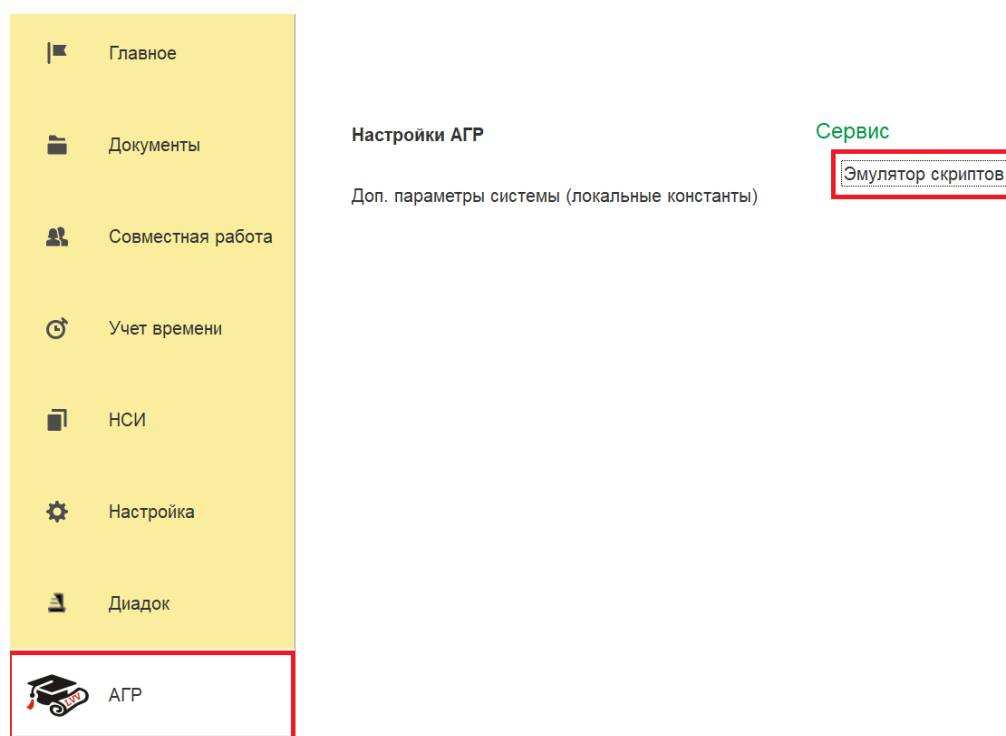 Главное
Документы
Совместная работа
Учет времени
НСИ
Настройка
Диадок
LVV
АГР
Настройки АГР
Доп. параметры системы (локальные константы)
Сервис
Эмулятор скриптов